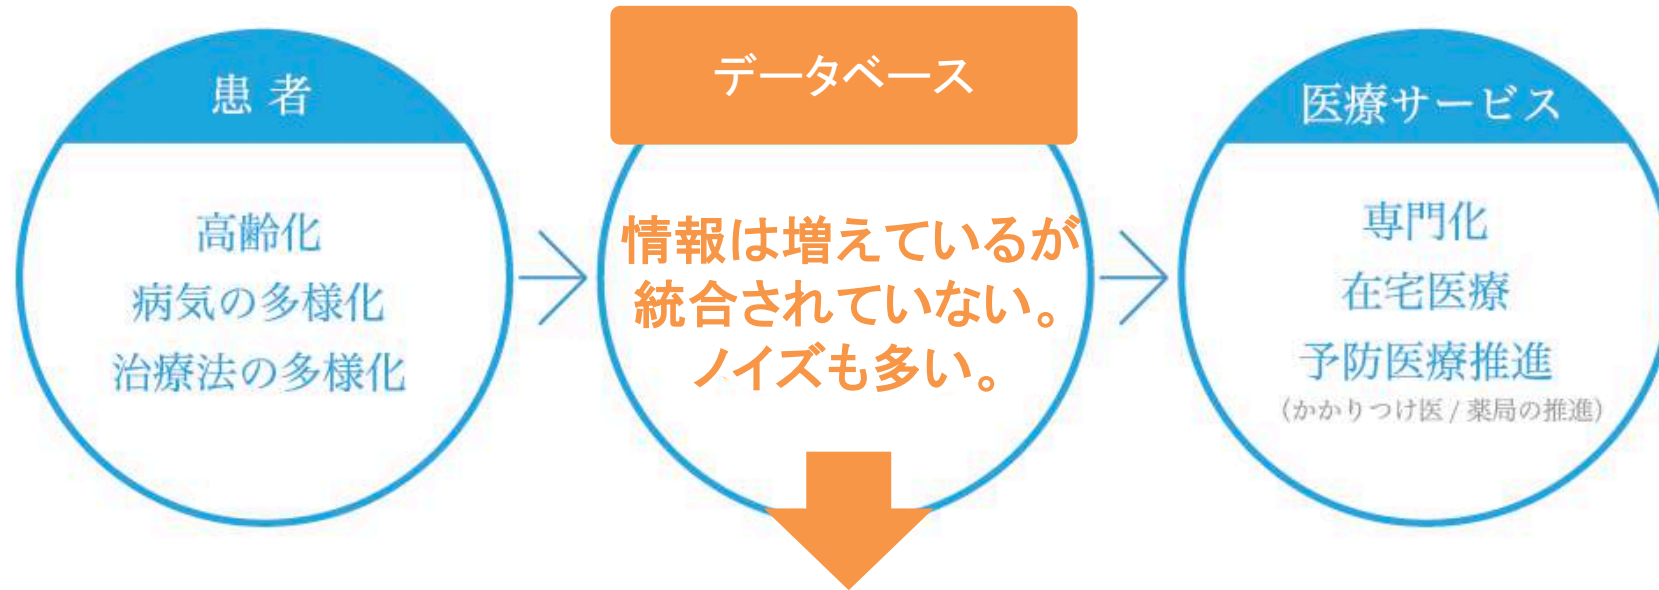 患者
高齢化
病気の多様化
治療法の多様化
データベース
情報は増えているが
統合されていない。
ノイズも多い。
医療サービス
専門化
在宅医療
予防医療推進
(かかりつけ医 / 薬局の推進)